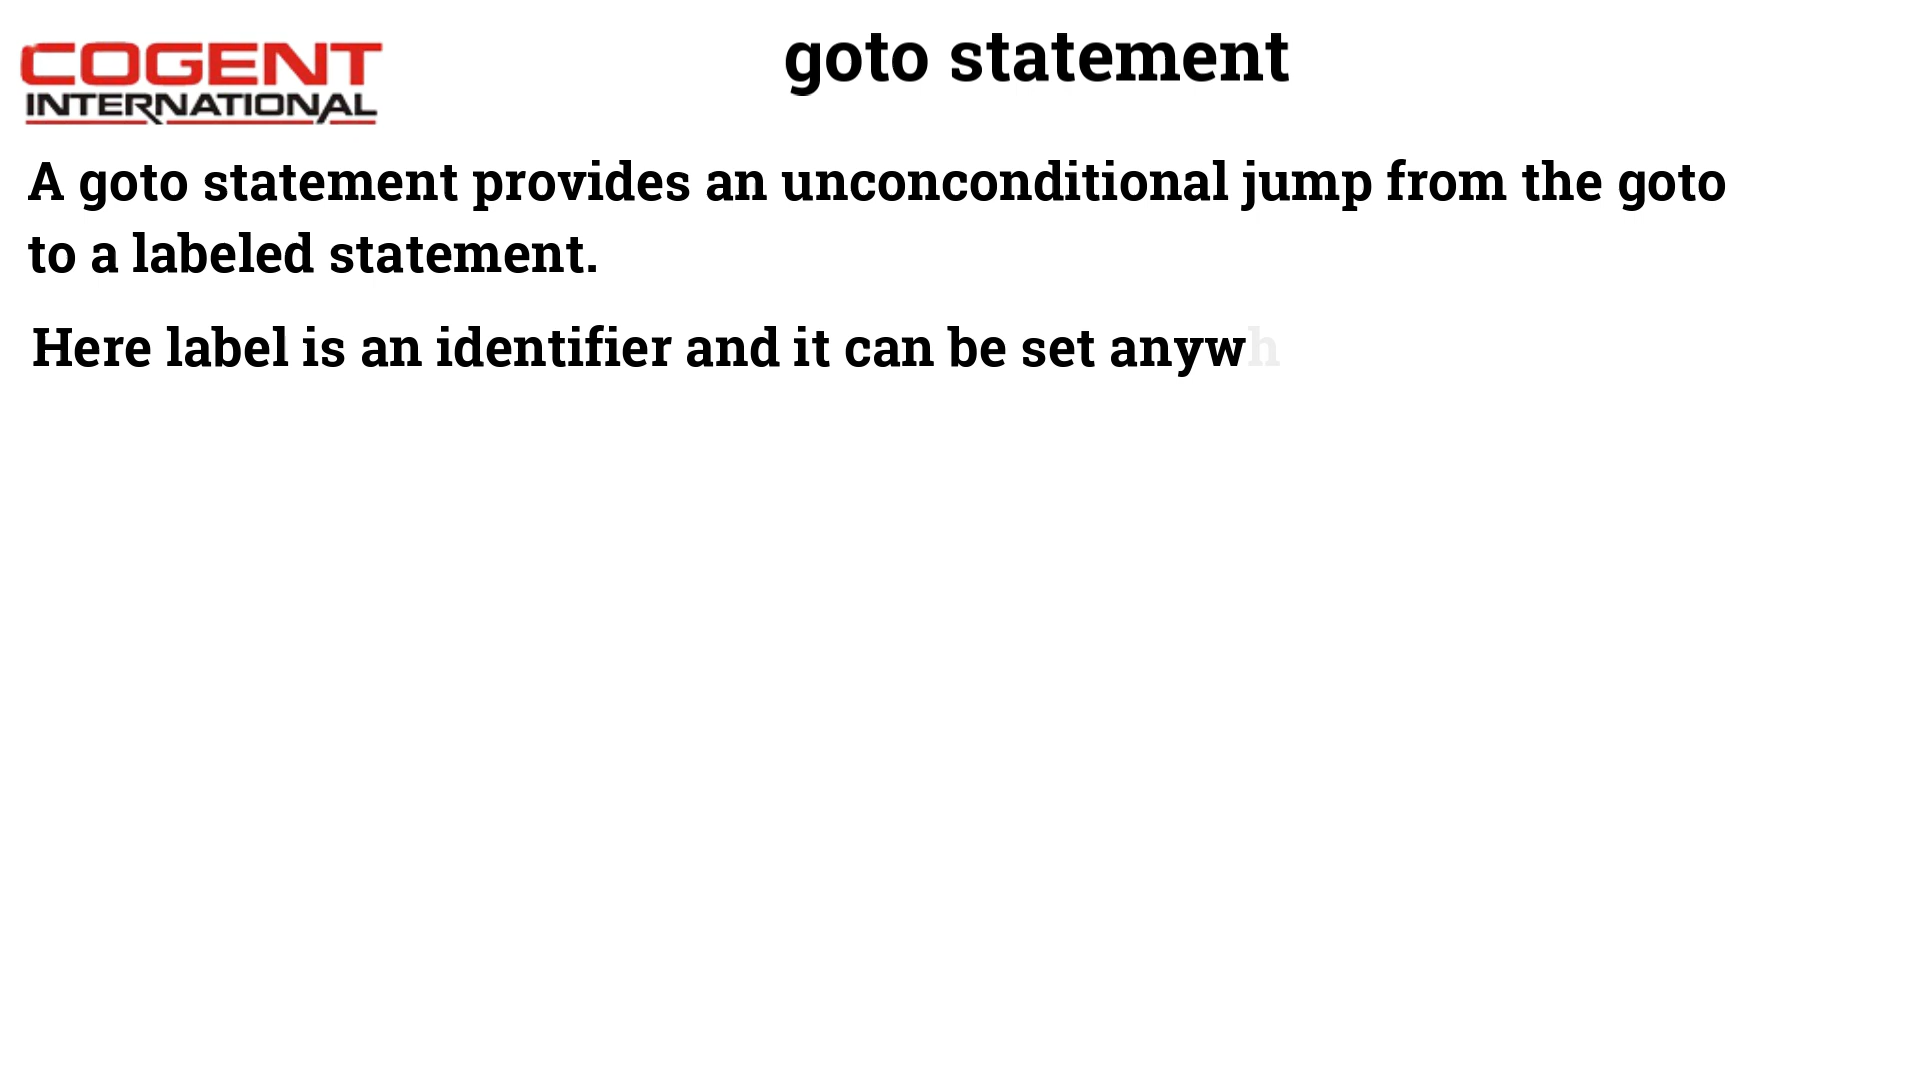 COGENT
INTERNATIONAL
goto statement
A goto statement provides an unconconditional jump from the goto
to a labeled statement.
Here label is an identifier and it can be set anywh